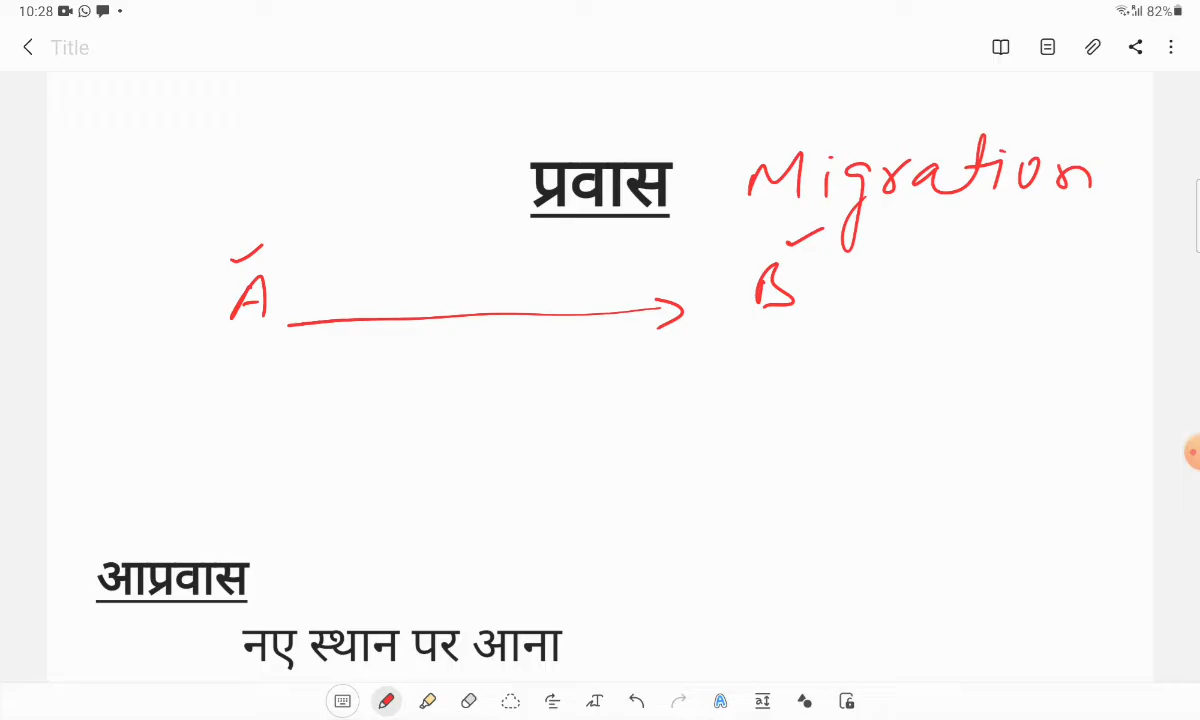 10:28 82%
Title
प्रवास Migration
A B
आप्रवास
नए स्थान पर आना